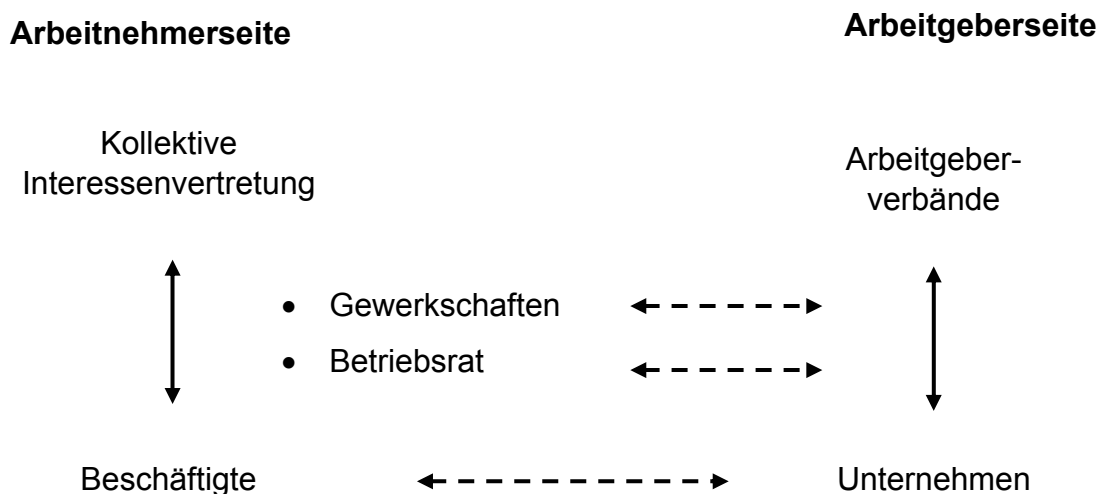 Arbeitnehmerseite
Arbeitgeberseite
Kollektive
Interessenvertretung
Arbeitgeber-
verbände
• Gewerkschaften
• Betriebsrat
Beschäftigte
Unternehmen